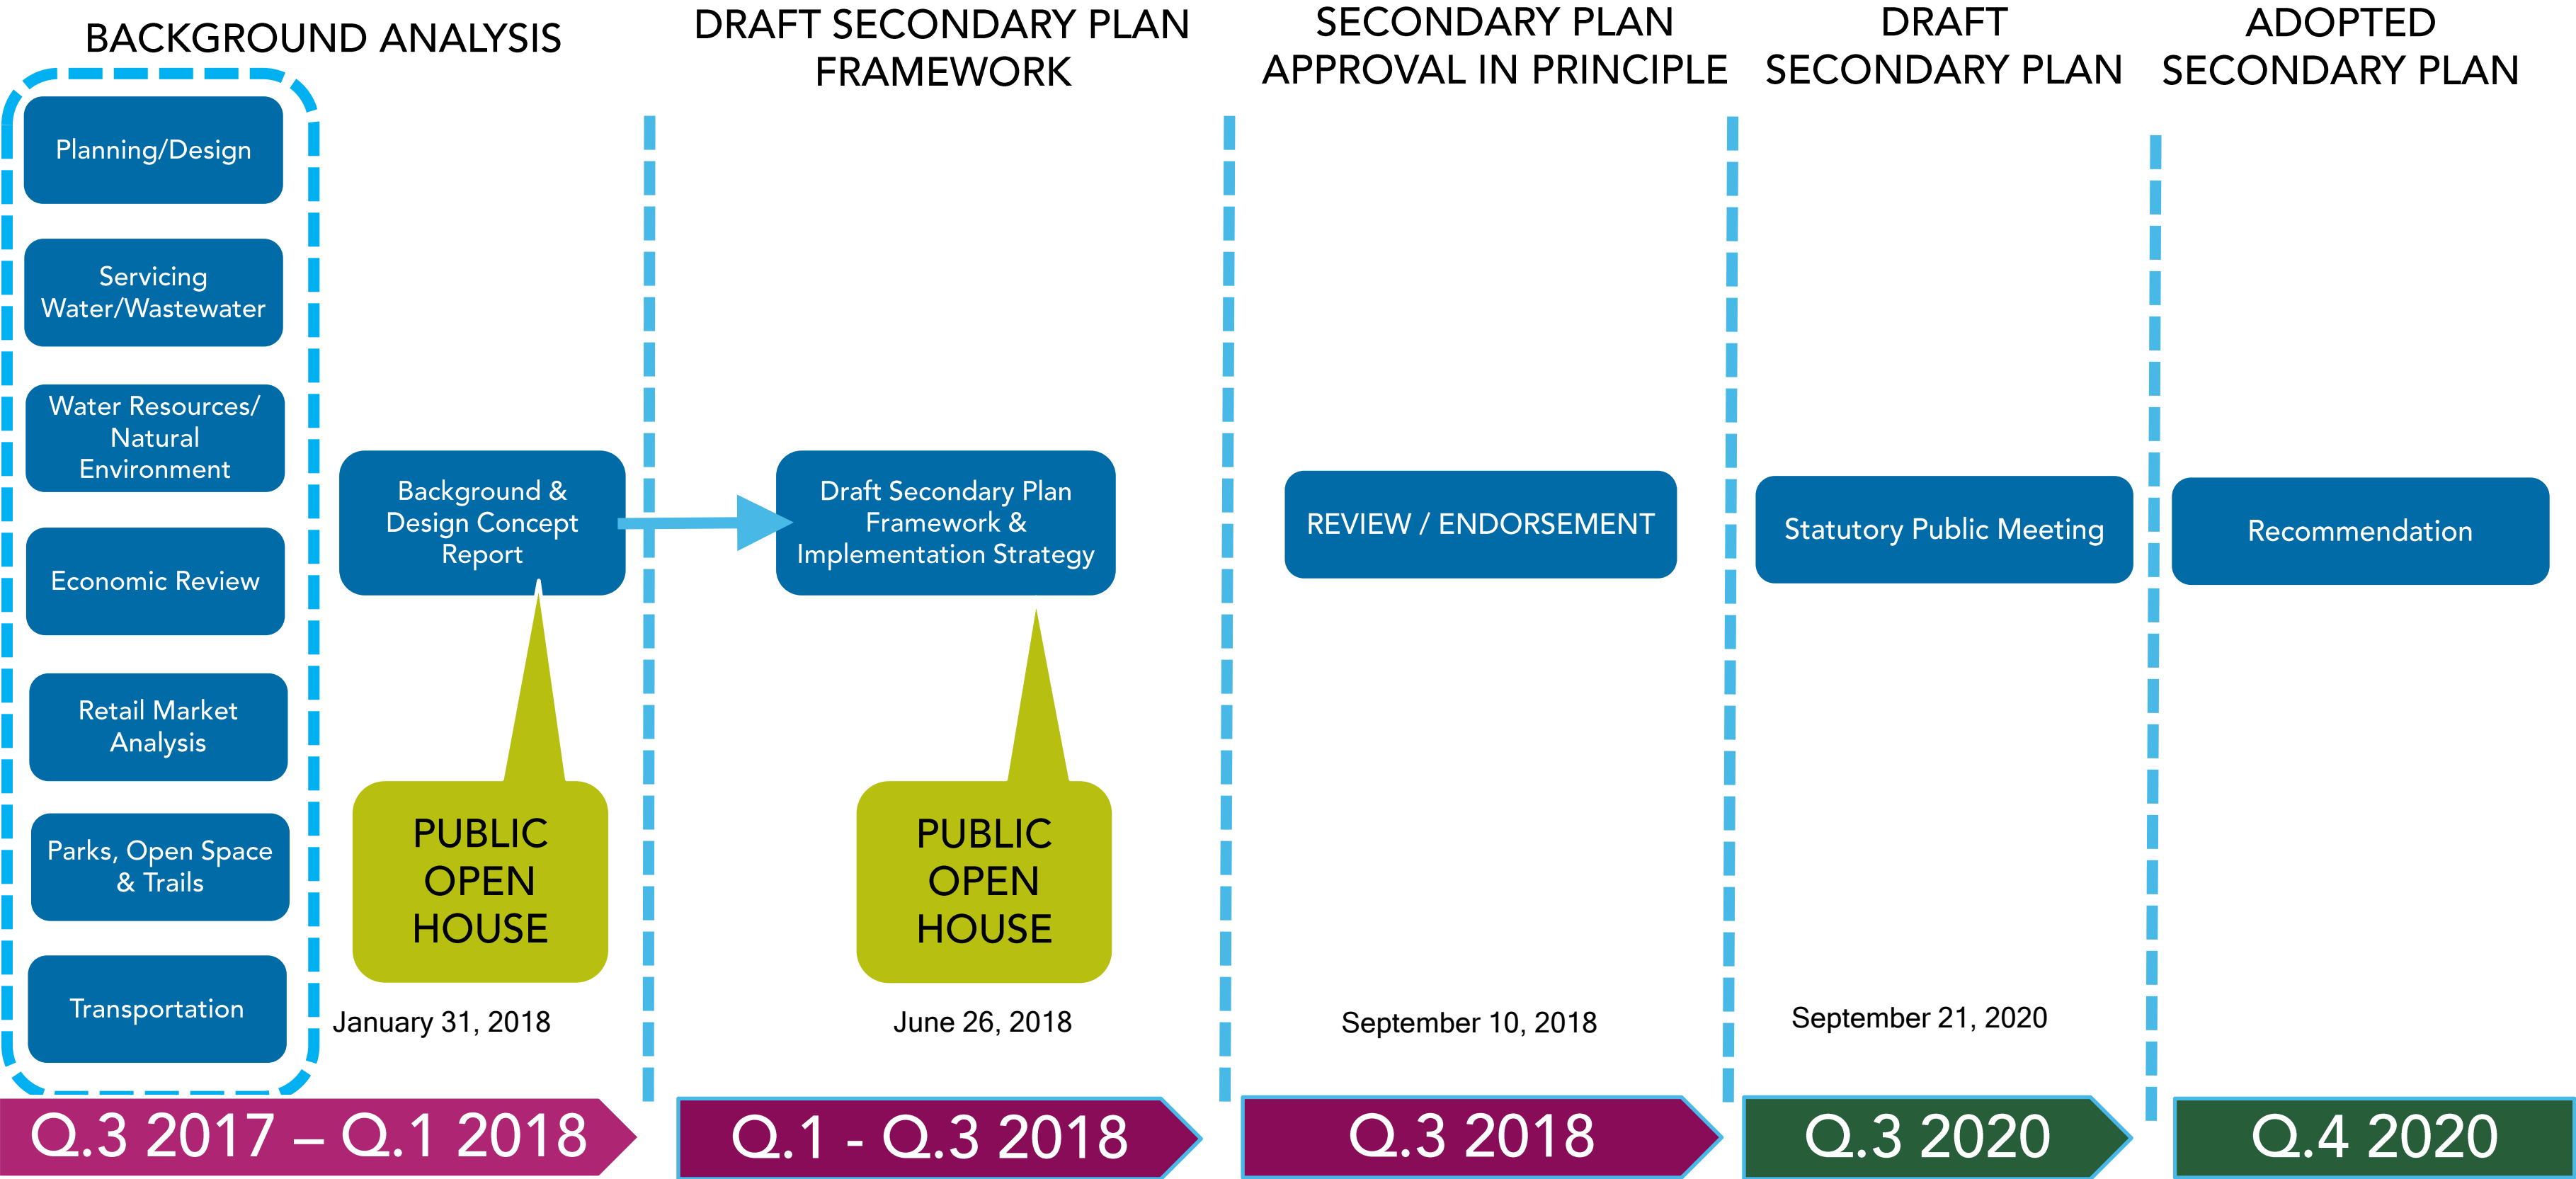 BACKGROUND ANALYSIS
DRAFT SECONDARY PLAN
FRAMEWORK
SECONDARY PLAN
APPROVAL IN PRINCIPLE
DRAFT
SECONDARY PLAN
ADOPTED
SECONDARY PLAN
Planning/Design
Servicing
Water/Wastewater
Water Resources/
Natural
Environment
Economic Review
Retail Market
Analysis
Parks, Open Space
& Trails
Transportation
Background &
Design Concept
Report
Draft Secondary Plan
Framework &
Implementation Strategy
REVIEW / ENDORSEMENT
Statutory Public Meeting
Recommendation
PUBLIC
OPEN
HOUSE
PUBLIC
OPEN
HOUSE
January 31, 2018
June 26, 2018
September 10, 2018
September 21, 2020
Q.3 2017 – Q.1 2018
Q.1 - Q.3 2018
Q.3 2018
Q.3 2020
Q.4 2020